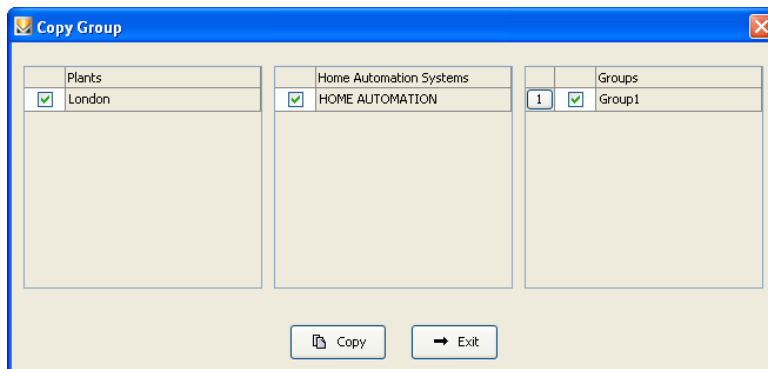 Copy Group
Plants
London
Home Automation Systems
HOME AUTOMATION
Groups
1 Group1
Copy
Exit